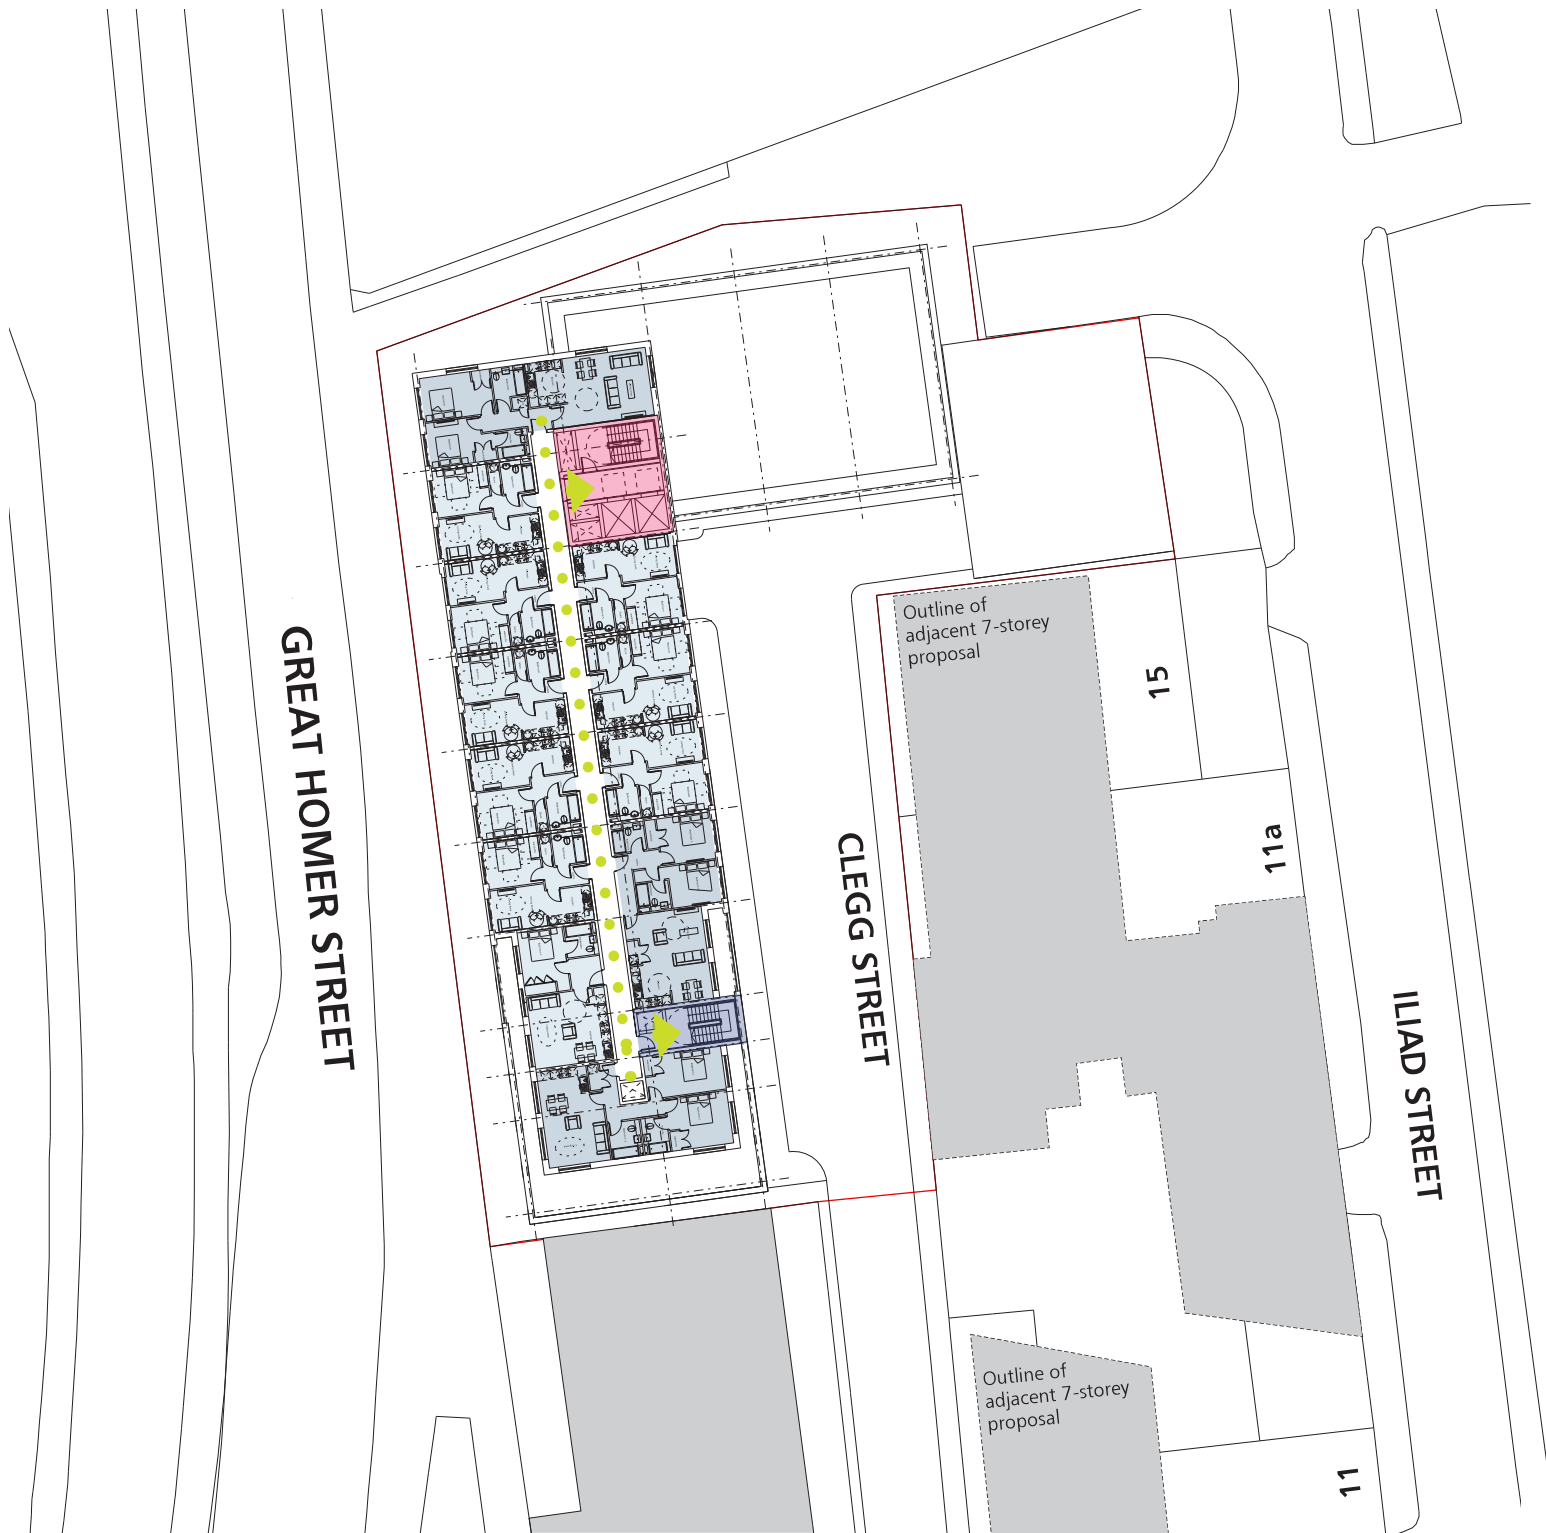 Outline of
adjacent 7-storey
proposal
15
GREAT HOMER STREET
11a
CLEGG STREET
ILIAD STREET
Outline of
adjacent 7-storey
proposal
11